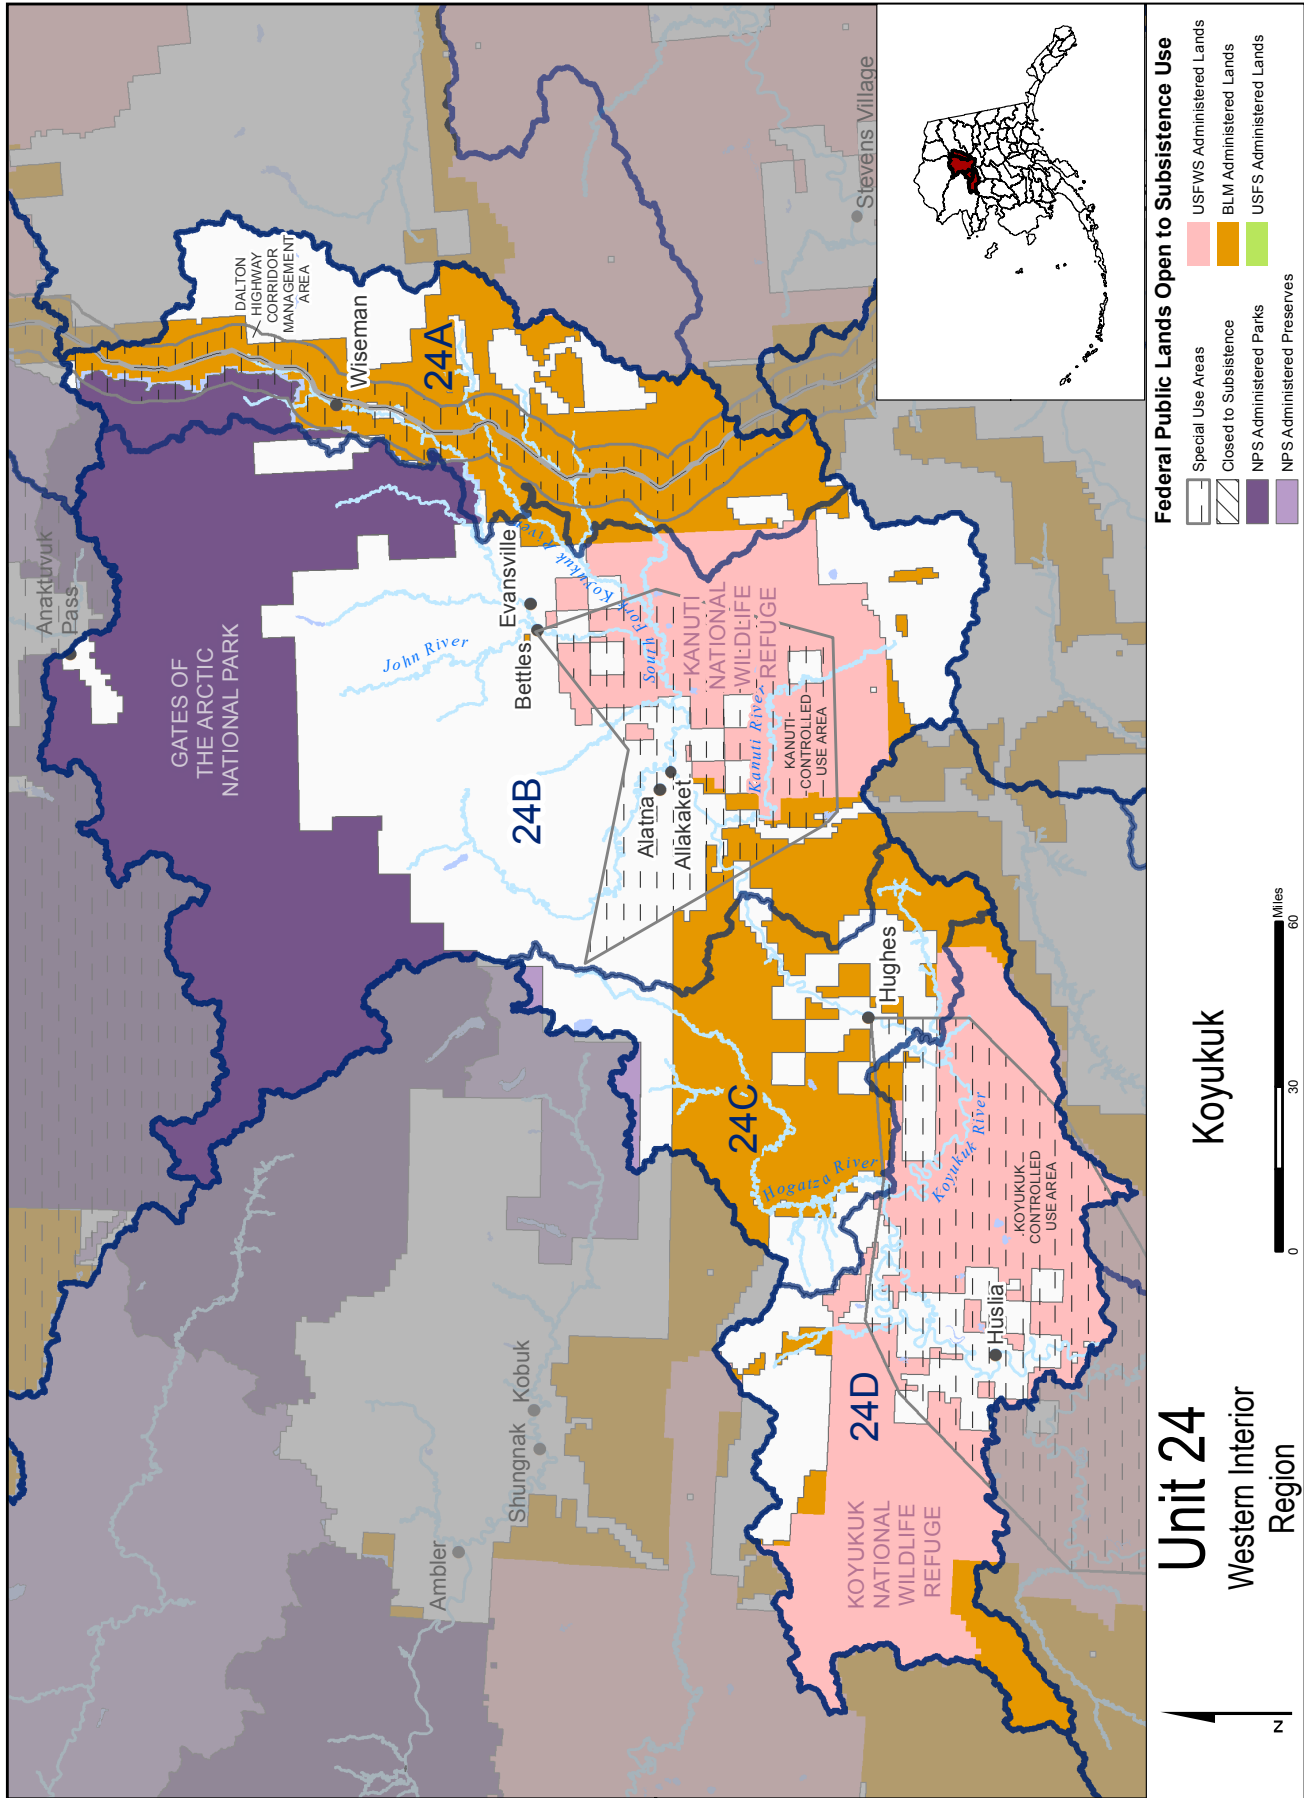 Anaktuvuk
Pass
GATES OF
THE ARCTIC
NATIONAL PARK
DALTON
HIGHWAY
CORRIDOR
MANAGEMENT
AREA
Wiseman
24A
Stevens Village
John River
Evansville
Bettles
South Fork Koyukuk River
24B
KANUTI
NATIONAL
WILDLIFE
REFUGE
Alatna
Allakaket
Kanuti River
KANUTI
CONTROLLED
USE AREA
Hughes
24C
Hogatza River
Koyukuk River
KOYUKUK
CONTROLLED
USE AREA
Huslia
24D
KOYUKUK
NATIONAL
WILDLIFE
REFUGE
Ambler
Shungnak
Kobuk
Unit 24
Western Interior
Region
Koyukuk
N
0
30
60
Miles
Federal Public Lands Open to Subsistence Use
Special Use Areas
Closed to Subsistence
NPS Administered Parks
NPS Administered Preserves
USFWS Administered Lands
BLM Administered Lands
USFS Administered Lands